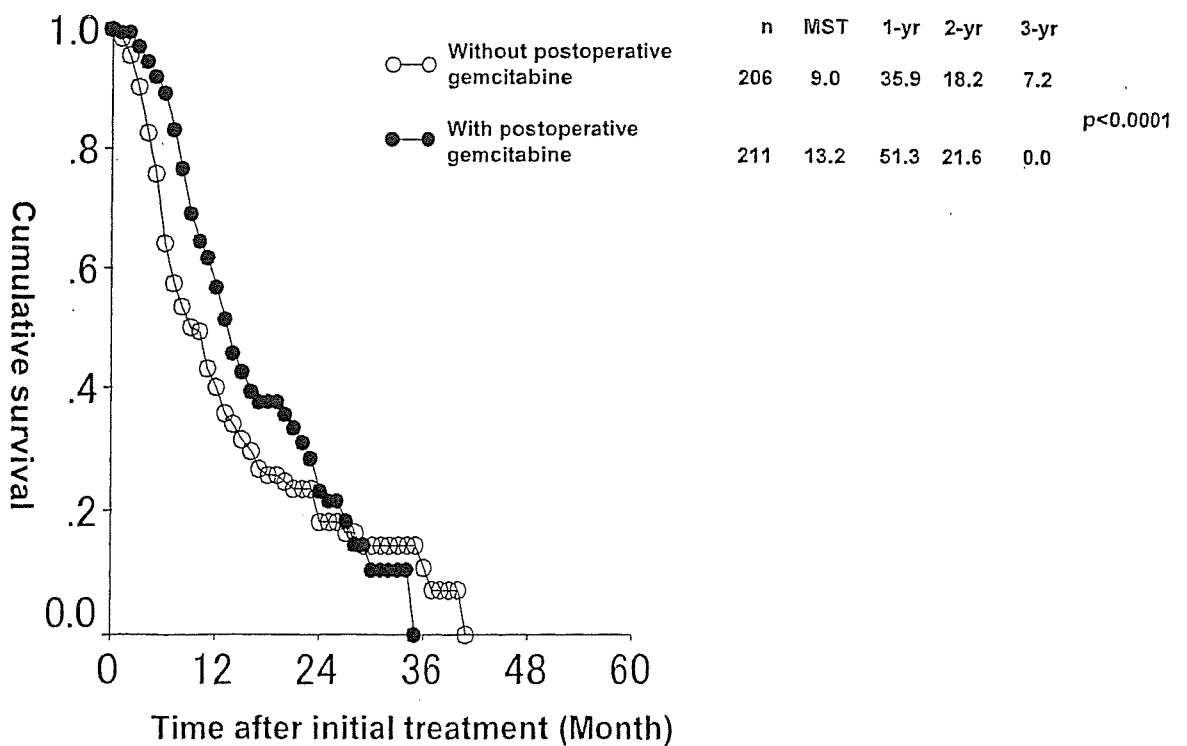 n MST 1-yr 2-yr 3-yr
Without postoperative
gemcitabine
206 9.0 35.9 18.2 7.2
p<0.0001
With postoperative
gemcitabine
211 13.2 51.3 21.6 0.0
1.0
.8
.6
.4
.2
0.0
Cumulative survival
0 12 24 36 48 60
Time after initial treatment (Month)